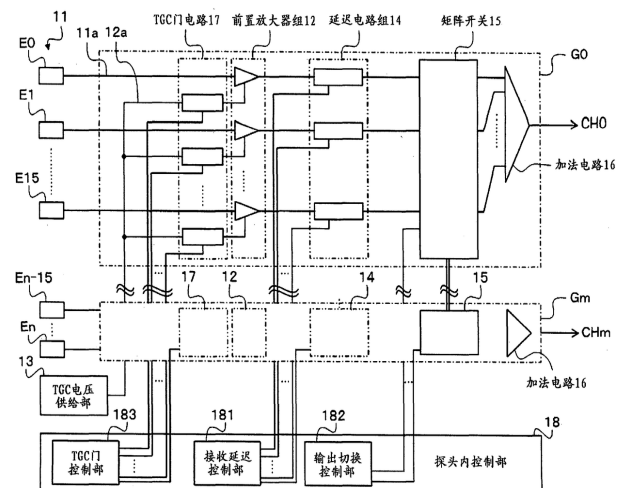 TGC门电路17 前置放大器组12 延迟电路组14 矩阵开关15
11
E0 11a 12a G0
E1
CH0
加法电路16
E15
En-15 17 12 14 15 Gm
En CHm
13 加法电路16
TGC电压
供给部
183 181 182 18
TGC门
控制部
接收延迟
控制部
输出切换
控制部
探头内控制部